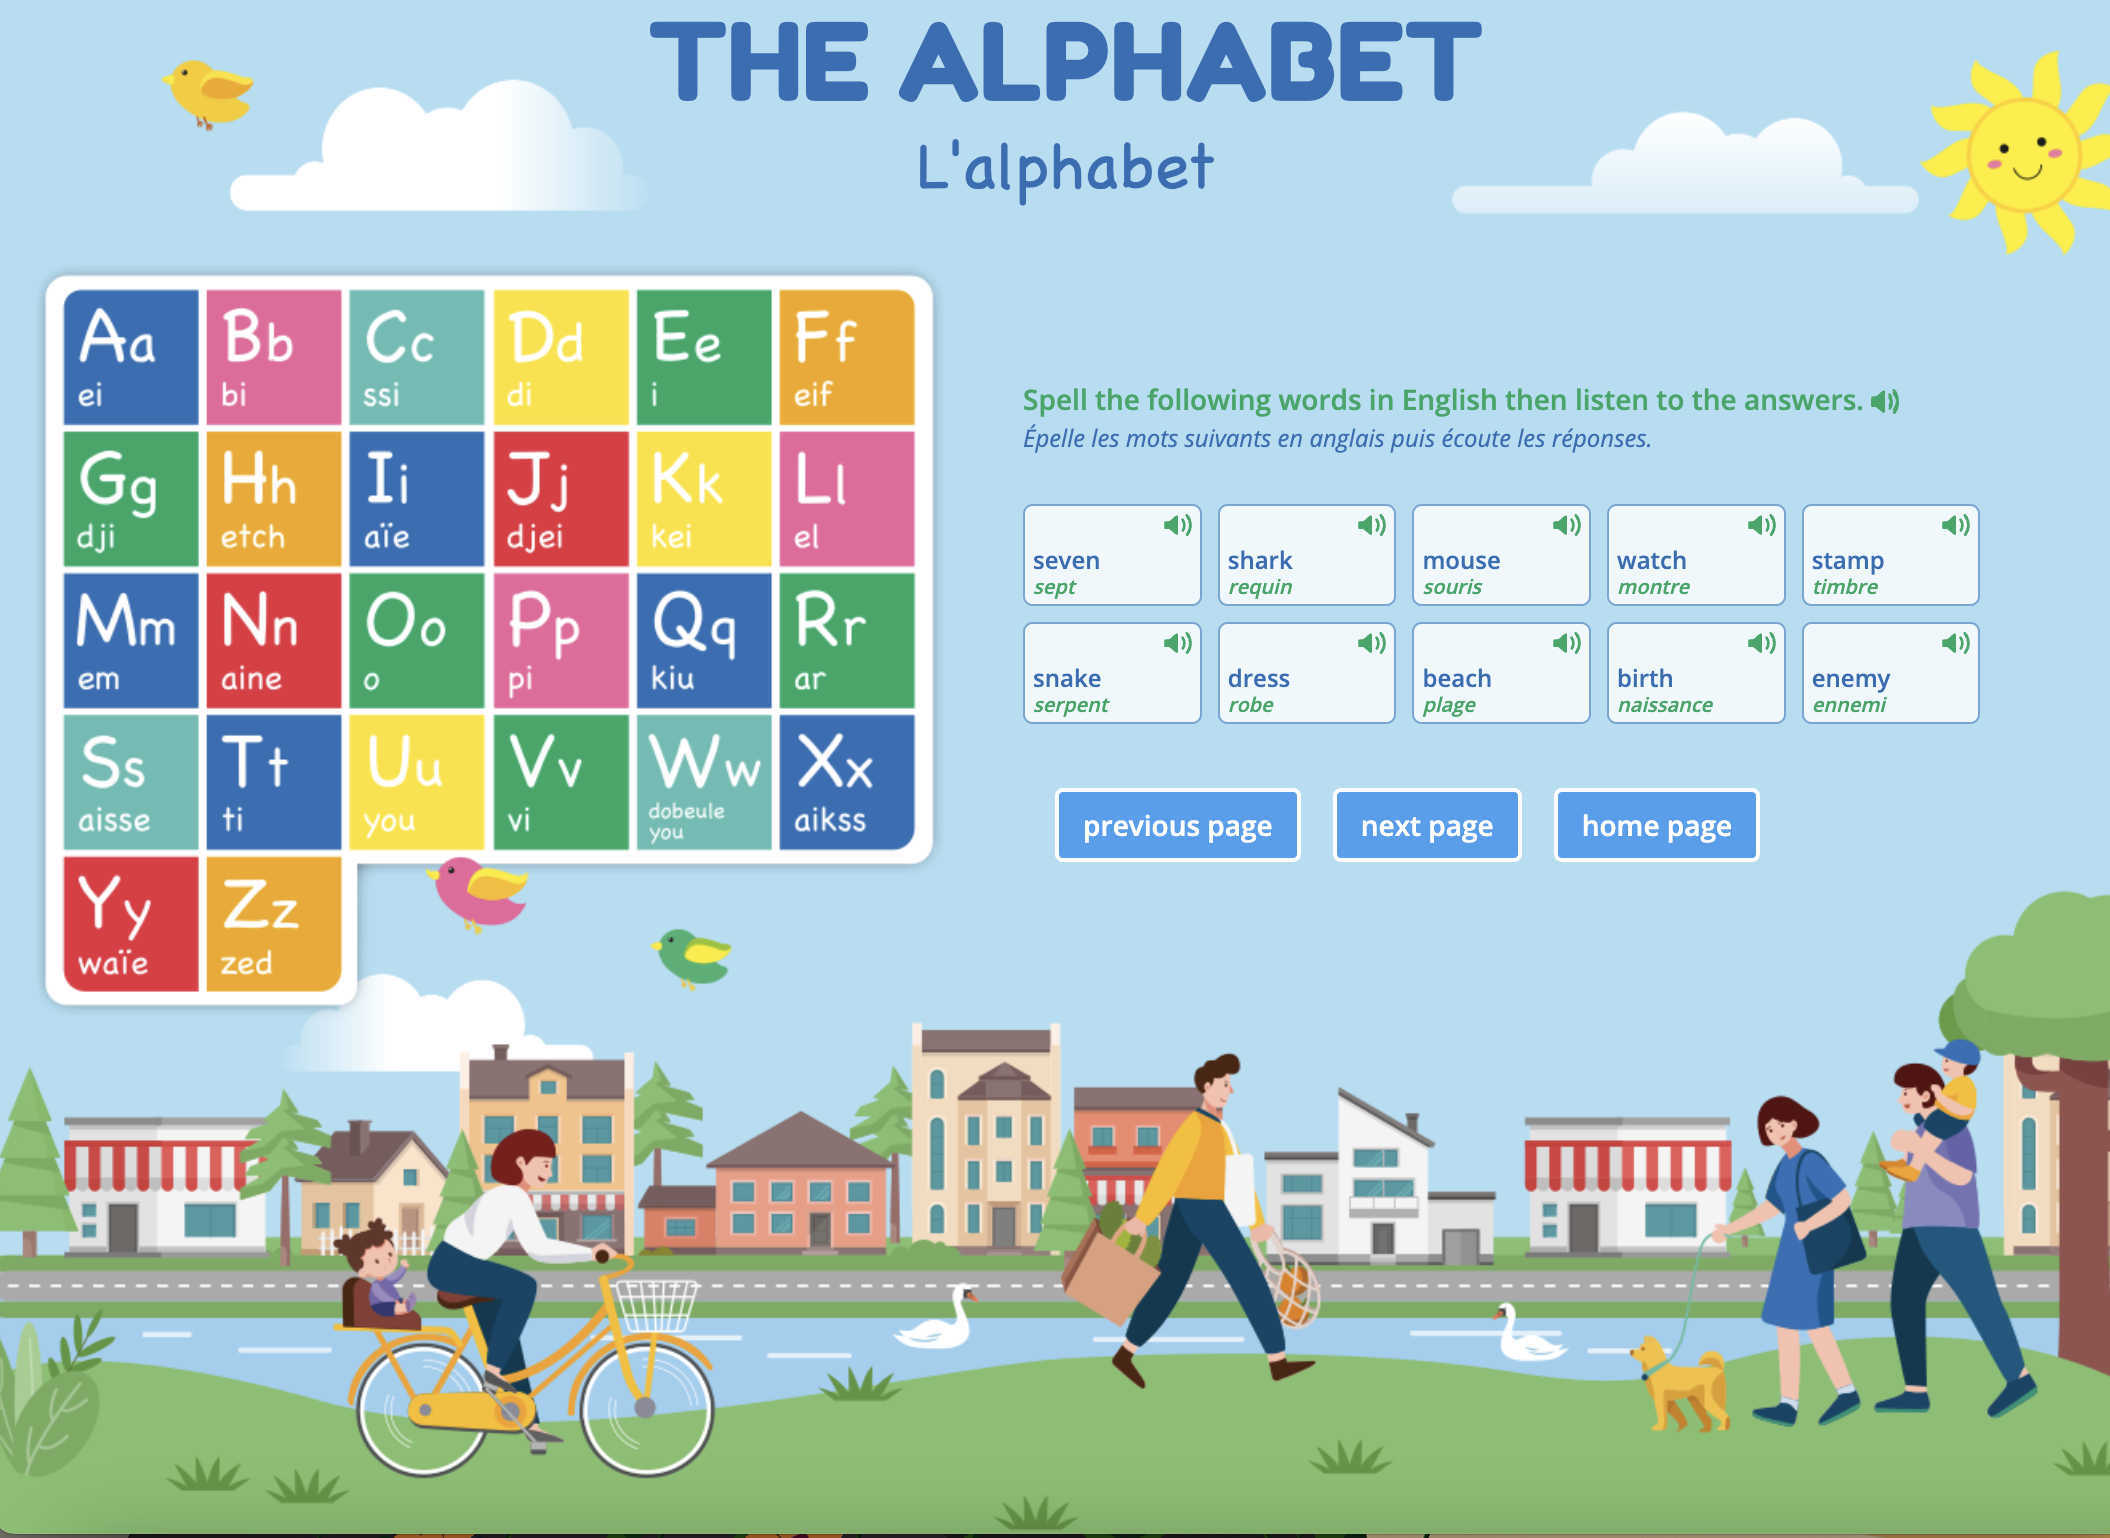 THE ALPHABET
L'alphabet
Aa
ei
Bb
bi
Cc
ssi
Dd
di
Ee
i
Ff
eif
Gg
dji
Hh
etch
Ii
aïe
Jj
djei
Kk
kei
Ll
el
Mm
em
Nn
aine
Oo
o
Pp
pi
Qq
kiu
Rr
ar
Ss
aisse
Tt
ti
Uu
you
Vv
vi
Ww
dobeule
you
Xx
aikss
Yy
waïe
Zz
zed
Spell the following words in English then listen to the answers.
Épelle les mots suivants en anglais puis écoute les réponses.
seven
sept
shark
requin
mouse
souris
watch
montre
stamp
timbre
snake
serpent
dress
robe
beach
plage
birth
naissance
enemy
ennemi
previous page
next page
home page